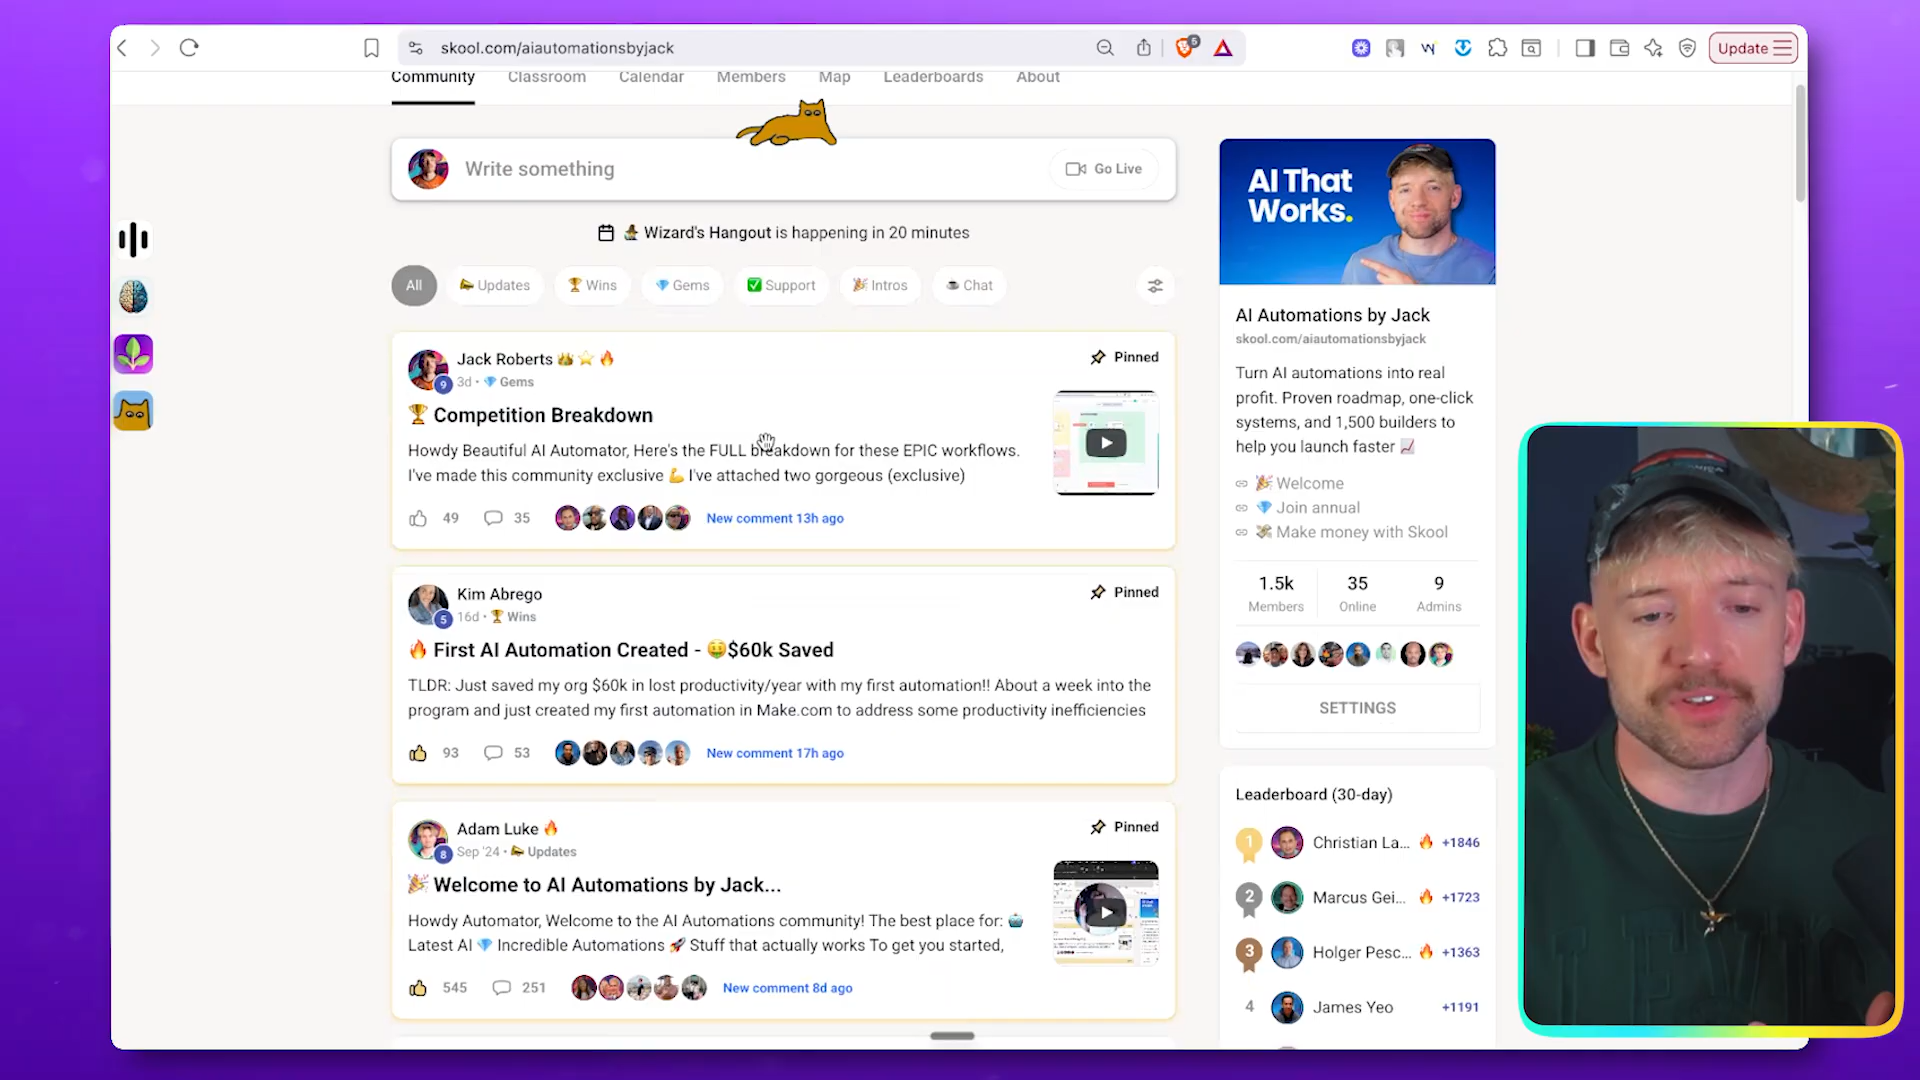 skool.com/aiautomationsbyjack
5
Update
Community Classroom Calendar Members Map Leaderboards About
Write something
Go Live
Wizard's Hangout is happening in 20 minutes
All Updates Wins Gems Support Intros Chat
Jack Roberts
Pinned
9
3d • Gems
Competition Breakdown
Howdy Beautiful AI Automator, Here's the FULL breakdown for these EPIC workflows.
I've made this community exclusive I've attached two gorgeous (exclusive)
49 35 New comment 13h ago
Kim Abrego
Pinned
5
16d • Wins
First AI Automation Created - $60k Saved
TLDR: Just saved my org $60k in lost productivity/year with my first automation!! About a week into the
program and just created my first automation in Make.com to address some productivity inefficiencies
93 53 New comment 17h ago
Adam Luke
Pinned
8
Sep '24 • Updates
Welcome to AI Automations by Jack...
Howdy Automator, Welcome to the AI Automations community! The best place for:
Latest AI Incredible Automations Stuff that actually works To get you started,
545 251 New comment 8d ago
AI That
Works.
AI Automations by Jack
skool.com/aiautomationsbyjack
Turn AI automations into real
profit. Proven roadmap, one-click
systems, and 1,500 builders to
help you launch faster
Welcome
Join annual
Make money with Skool
1.5k 35 9
Members Online Admins
SETTINGS
Leaderboard (30-day)
1 Christian La... +1846
2 Marcus Gei... +1723
3 Holger Pesc... +1363
4 James Yeo +1191